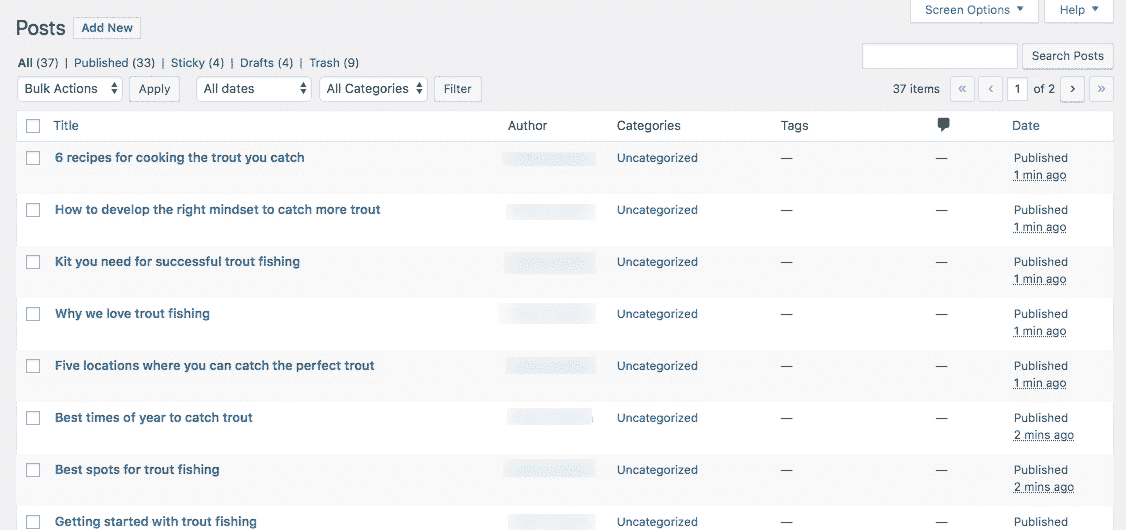 Screen Options Help
Posts Add New
All (37) | Published (33) | Sticky (4) | Drafts (4) | Trash (9)
Search Posts
Bulk Actions Apply All dates All Categories Filter 37 items « ‹ 1 of 2 › »
Title Author Categories Tags Date
6 recipes for cooking the trout you catch Uncategorized — — Published
1 min ago
How to develop the right mindset to catch more trout Uncategorized — — Published
1 min ago
Kit you need for successful trout fishing Uncategorized — — Published
1 min ago
Why we love trout fishing Uncategorized — — Published
1 min ago
Five locations where you can catch the perfect trout Uncategorized — — Published
1 min ago
Best times of year to catch trout Uncategorized — — Published
2 mins ago
Best spots for trout fishing Uncategorized — — Published
2 mins ago
Getting started with trout fishing Uncategorized — — Published